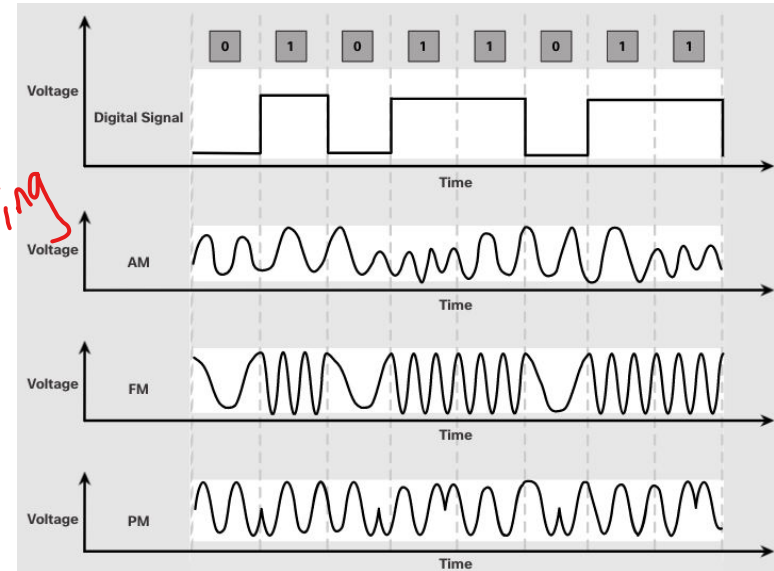 0 1 0 1 1 0 1 1
Voltage
Digital Signal
Time
ing
Voltage
AM
Time
Voltage
FM
Time
Voltage
PM
Time